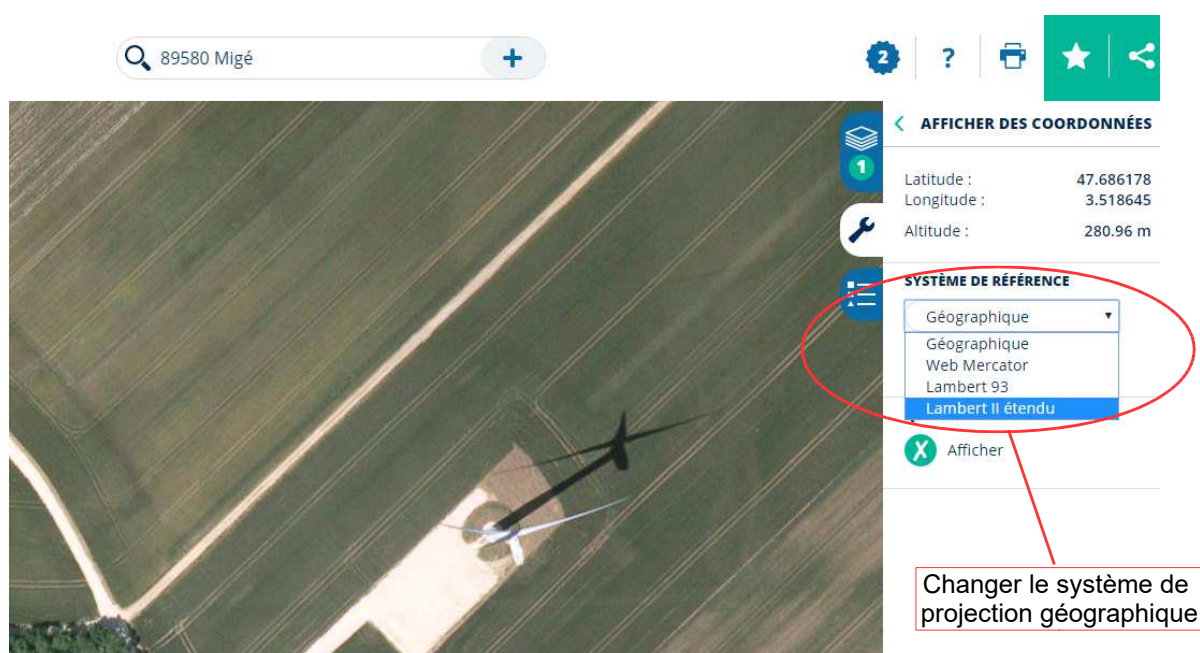 89580 Migé
+
2
?
AFFICHER DES COORDONNÉES
1
Latitude : 47.686178
Longitude : 3.518645
Altitude : 280.96 m
SYSTÈME DE RÉFÉRENCE
Géographique
Géographique
Web Mercator
Lambert 93
Lambert II étendu
Afficher
Changer le système de
projection géographique